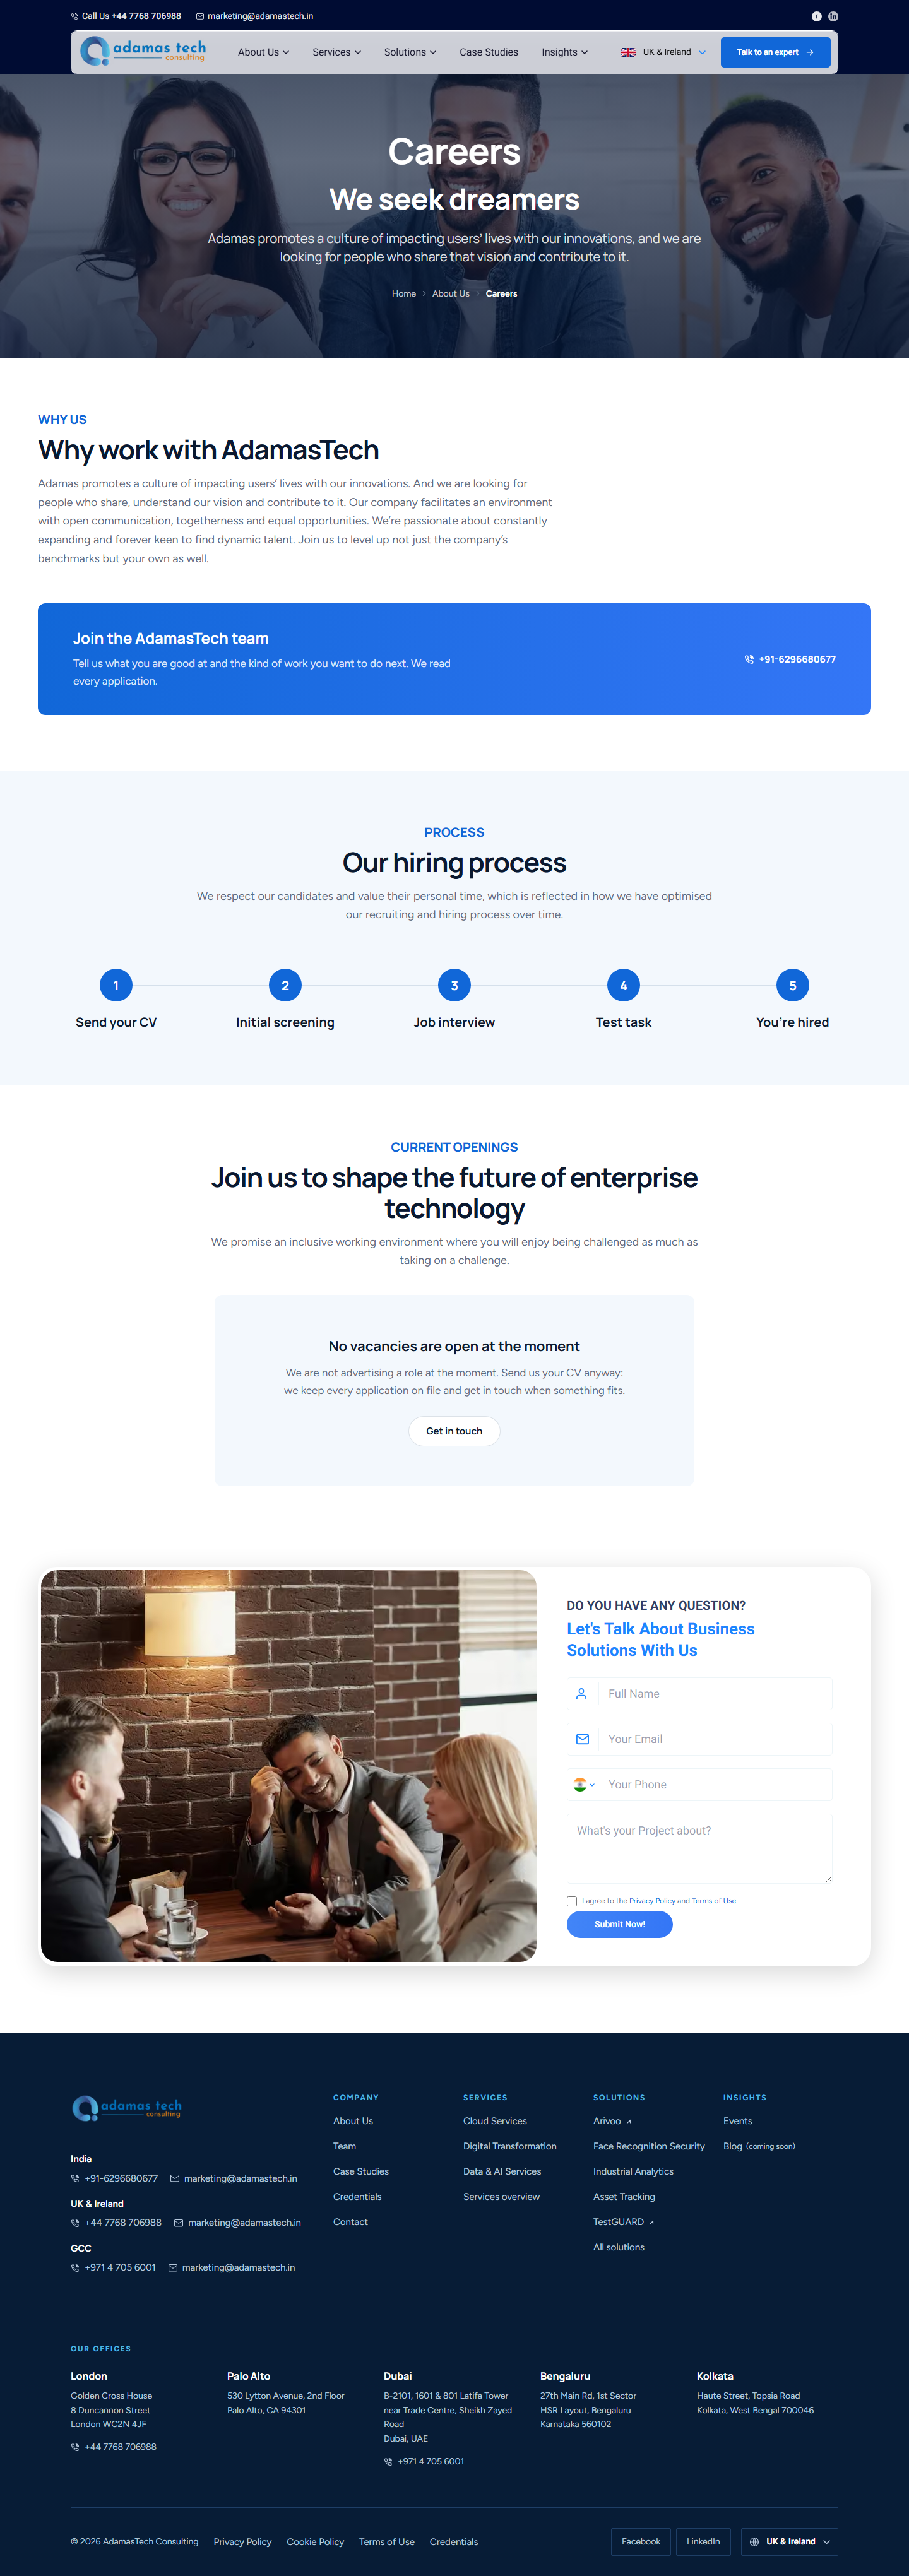 Call Us +44 7768 706988 marketing@adamastech.in
adamas tech
consulting
About Us Services Solutions Case Studies Insights UK & Ireland Talk to an expert
Careers
We seek dreamers
Adamas promotes a culture of impacting users' lives with our innovations, and we are
looking for people who share that vision and contribute to it.
Home About Us Careers
WHY US
Why work with AdamasTech
Adamas promotes a culture of impacting users' lives with our innovations. And we are looking for
people who share, understand our vision and contribute to it. Our company facilitates an environment
with open communication, togetherness and equal opportunities. We're passionate about constantly
expanding and forever keen to find dynamic talent. Join us to level up not just the company's
benchmarks but your own as well.
Join the AdamasTech team
Tell us what you are good at and the kind of work you want to do next. We read
every application.
+91-6296680677
PROCESS
Our hiring process
We respect our candidates and value their personal time, which is reflected in how we have optimised
our recruiting and hiring process over time.
1 2 3 4 5
Send your CV Initial screening Job interview Test task You're hired
CURRENT OPENINGS
Join us to shape the future of enterprise
technology
We promise an inclusive working environment where you will enjoy being challenged as much as
taking on a challenge.
No vacancies are open at the moment
We are not advertising a role at the moment. Send us your CV anyway:
we keep every application on file and get in touch when something fits.
Get in touch
DO YOU HAVE ANY QUESTION?
Let's Talk About Business
Solutions With Us
Full Name
Your Email
Your Phone
What's your Project about?
I agree to the Privacy Policy and Terms of Use.
Submit Now!
adamas tech
consulting
India
+91-6296680677 marketing@adamastech.in
UK & Ireland
+44 7768 706988 marketing@adamastech.in
GCC
+971 4 705 6001 marketing@adamastech.in
COMPANY
About Us
Team
Case Studies
Credentials
Contact
SERVICES
Cloud Services
Digital Transformation
Data & AI Services
Services overview
SOLUTIONS
Arivoo
Face Recognition Security
Industrial Analytics
Asset Tracking
TestGUARD
All solutions
INSIGHTS
Events
Blog (coming soon)
OUR OFFICES
London
Golden Cross House
8 Duncannon Street
London WC2N 4JF
+44 7768 706988
Palo Alto
530 Lytton Avenue, 2nd Floor
Palo Alto, CA 94301
Dubai
B-2101, 1601 & 801 Latifa Tower
near Trade Centre, Sheikh Zayed
Road
Dubai, UAE
+971 4 705 6001
Bengaluru
27th Main Rd, 1st Sector
HSR Layout, Bengaluru
Karnataka 560102
Kolkata
Haute Street, Topsia Road
Kolkata, West Bengal 700046
© 2026 AdamasTech Consulting Privacy Policy Cookie Policy Terms of Use Credentials
Facebook LinkedIn UK & Ireland